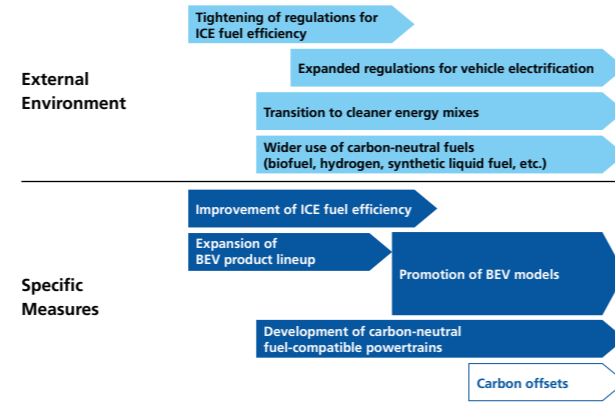 External
Environment
Tightening of regulations for
ICE fuel efficiency
Expanded regulations for vehicle electrification
Transition to cleaner energy mixes
Wider use of carbon-neutral fuels
(biofuel, hydrogen, synthetic liquid fuel, etc.)
Specific
Measures
Improvement of ICE fuel efficiency
Expansion of
BEV product lineup
Promotion of BEV models
Development of carbon-neutral
fuel-compatible powertrains
Carbon offsets